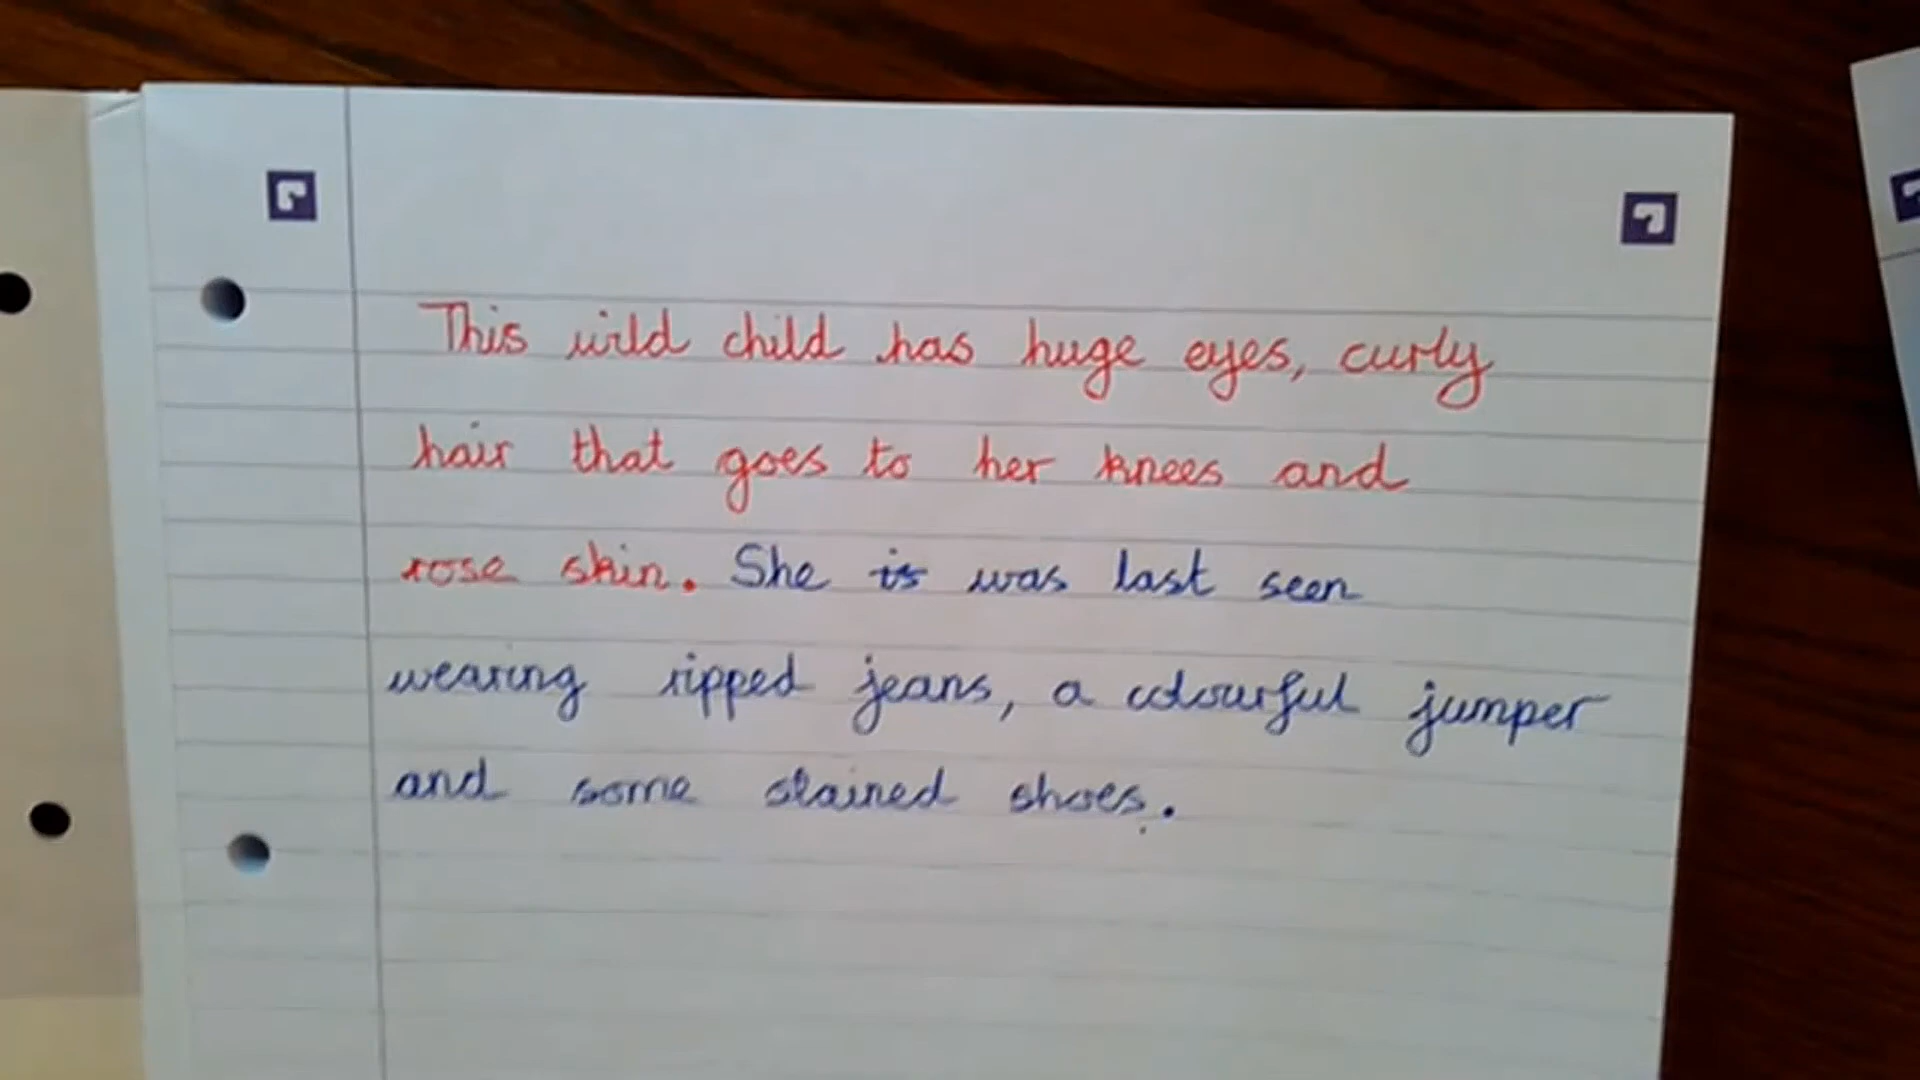 This wild child has huge eyes, curly
hair that goes to her knees and
rose skin. She is was last seen
wearing ripped jeans, a colourful jumper
and some stained shoes.